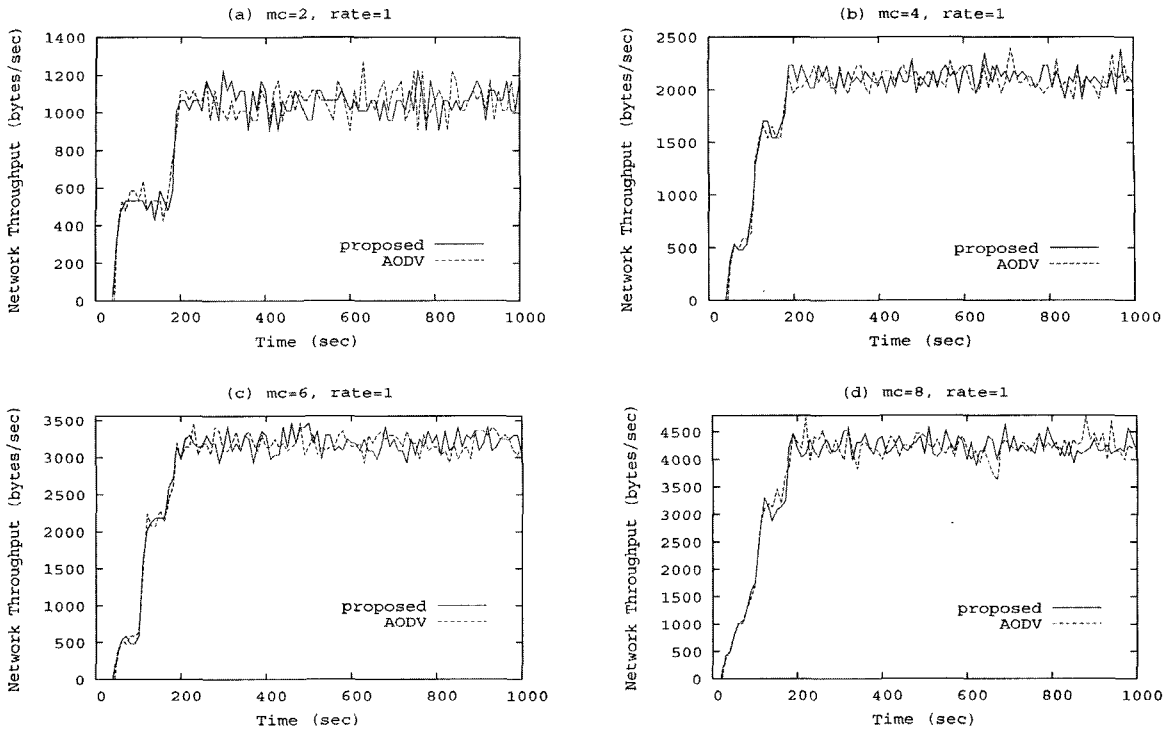 (a) mc=2, rate=1
Network Throughput (bytes/sec)
1400
1200
1000
800
600
400
200
0
proposed
AODV
0 200 400 600 800 1000
Time (sec)
(b) mc=4, rate=1
Network Throughput (bytes/sec)
2500
2000
1500
1000
500
0
proposed
AODV
0 200 400 600 800 1000
Time (sec)
(c) mc=6, rate=1
Network Throughput (bytes/sec)
3500
3000
2500
2000
1500
1000
500
0
proposed
AODV
0 200 400 600 800 1000
Time (sec)
(d) mc=8, rate=1
Network Throughput (bytes/sec)
4500
4000
3500
3000
2500
2000
1500
1000
500
0
proposed
AODV
0 200 400 600 800 1000
Time (sec)